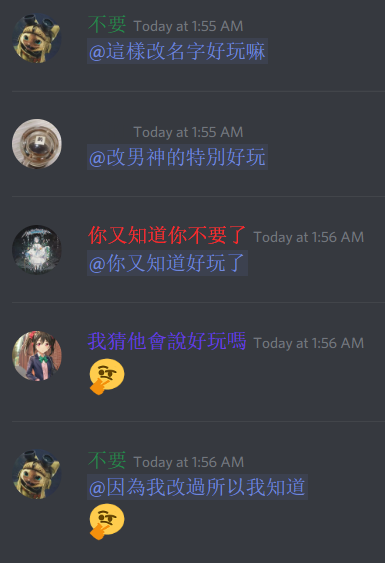 不要 Today at 1:55 AM
@這樣改名字好玩嘛
Today at 1:55 AM
@改男神的特別好玩
你又知道你不要了 Today at 1:56 AM
@你又知道好玩了
我猜他會說好玩嗎 Today at 1:56 AM
不要 Today at 1:56 AM
@因為我改過所以我知道